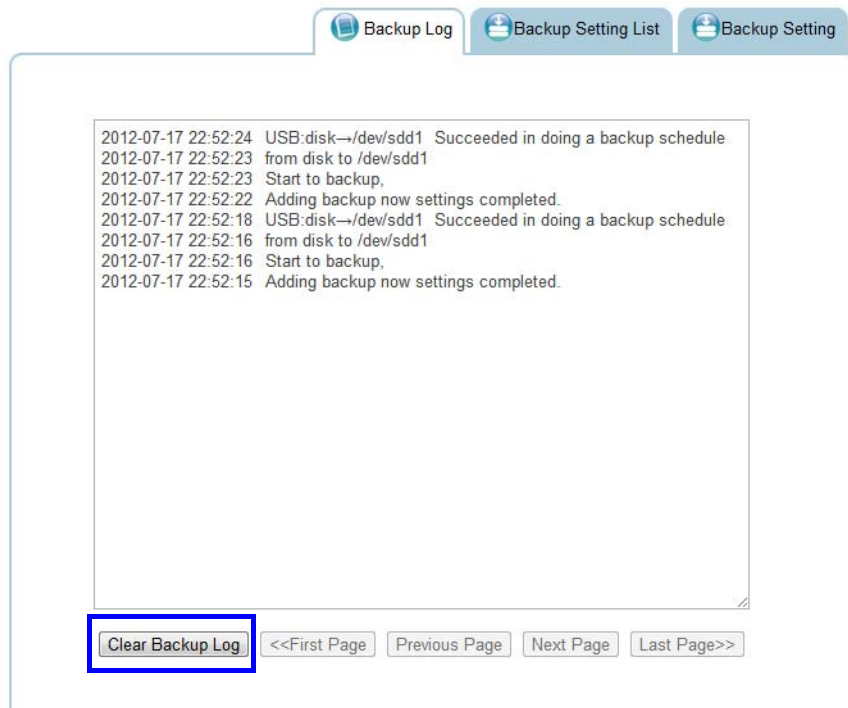 Backup Log
Backup Setting List
Backup Setting
2012-07-17 22:52:24 USB:disk→/dev/sdd1 Succeeded in doing a backup schedule
2012-07-17 22:52:23 from disk to /dev/sdd1
2012-07-17 22:52:23 Start to backup,
2012-07-17 22:52:22 Adding backup now settings completed.
2012-07-17 22:52:18 USB:disk→/dev/sdd1 Succeeded in doing a backup schedule
2012-07-17 22:52:16 from disk to /dev/sdd1
2012-07-17 22:52:16 Start to backup,
2012-07-17 22:52:15 Adding backup now settings completed.
Clear Backup Log
<<First Page
Previous Page
Next Page
Last Page>>